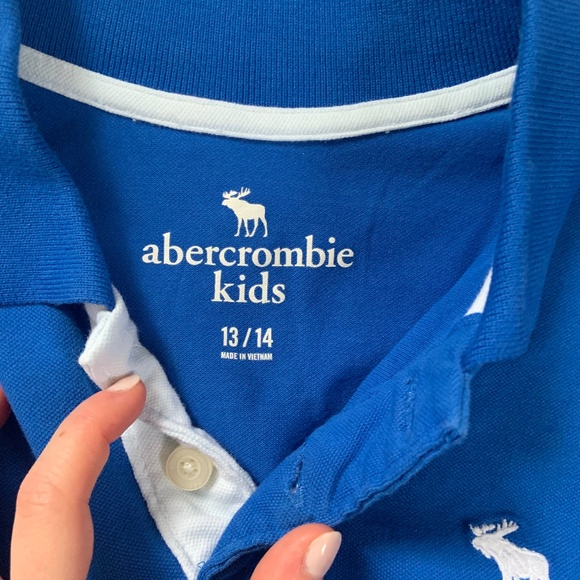 abercrombie
kids
13/14
MADE IN VIETNAM